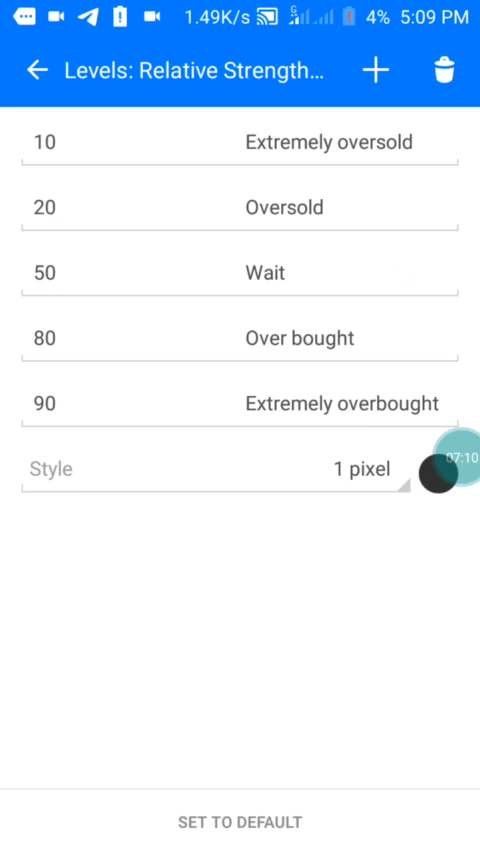 1.49K/s G 4% 5:09 PM
Levels: Relative Strength...
10 Extremely oversold
20 Oversold
50 Wait
80 Over bought
90 Extremely overbought
Style 1 pixel
07:10
SET TO DEFAULT